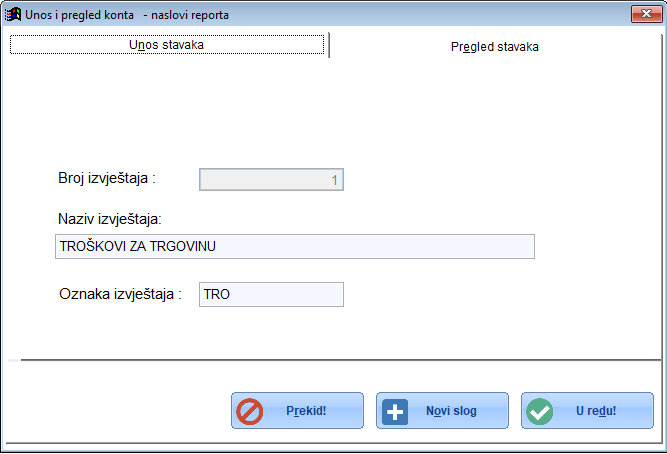 Unos i pregled konta - naslovi reporta
Unos stavaka
Pregled stavaka
Broj izvještaja :
1
Naziv izvještaja:
TROŠKOVI ZA TRGOVINU
Oznaka izvještaja :
TRO
Prekid!
Novi slog
U redu!